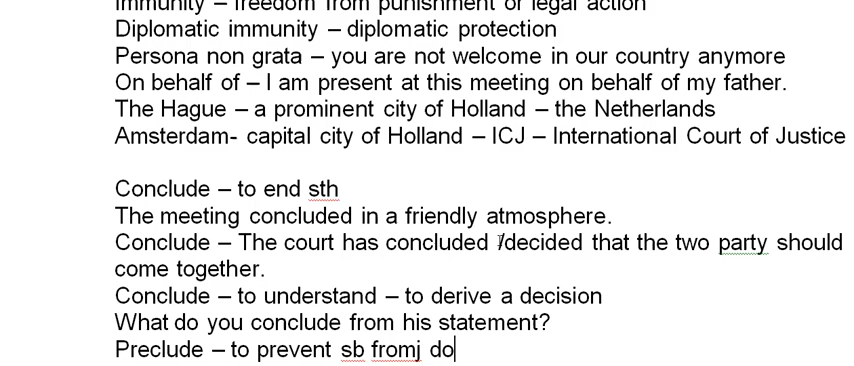 Immunity – freedom from punishment or legal action
Diplomatic immunity – diplomatic protection
Persona non grata – you are not welcome in our country anymore
On behalf of – I am present at this meeting on behalf of my father.
The Hague – a prominent city of Holland – the Netherlands
Amsterdam- capital city of Holland – ICJ – International Court of Justice
Conclude – to end sth
The meeting concluded in a friendly atmosphere.
Conclude – The court has concluded /decided that the two party should
come together.
Conclude – to understand – to derive a decision
What do you conclude from his statement?
Preclude – to prevent sb fromj do